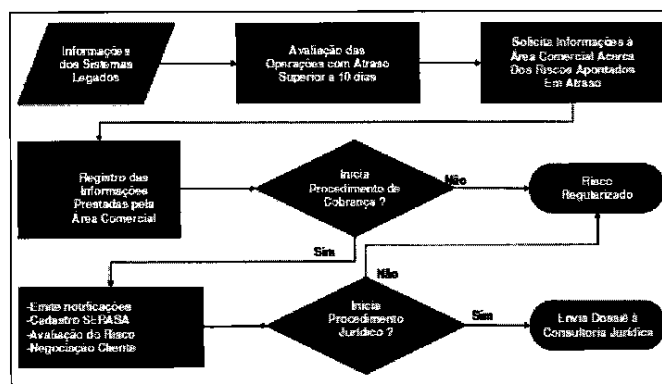 Informações
dos Sistemas
Legados
Avaliação das
Operações com Atraso
Superior a 10 dias
Solicita Informações à
Área Comercial Acerca
Dos Riscos Apontados
Em Atraso
Registro das
Informações
Prestadas pela
Área Comercial
Inicia
Procedimento de
Cobrança ?
Não
Risco
Regularizado
Sim
Não
-Emite notificações
-Cadastro SERASA
-Avaliação do Risco
-Negociação Cliente
Inicia
Procedimento
Jurídico ?
Sim
Envia Dossiê à
Consultoria Jurídica